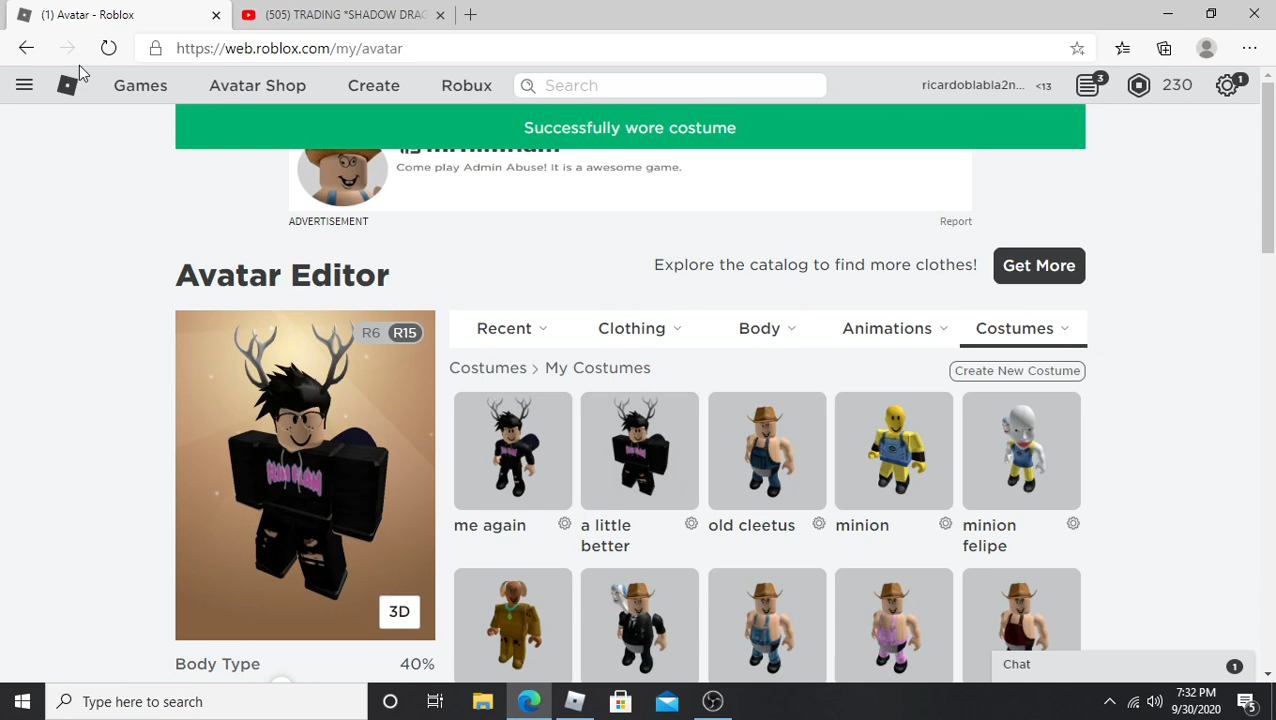 (1) Avatar - Roblox
(505) TRADING *SHADOW DRAG
https://web.roblox.com/my/avatar
Games
Avatar Shop
Create
Robux
Search
ricardoblabla2n... <13
3
230
1
Successfully wore costume
Come play Admin Abuse! It is a awesome game.
ADVERTISEMENT
Report
Avatar Editor
Explore the catalog to find more clothes!
Get More
R6 R15
Recent
Clothing
Body
Animations
Costumes
Costumes > My Costumes
Create New Costume
me again
a little better
old cleetus
minion
minion felipe
3D
Body Type 40%
Chat
1
Type here to search
7:32 PM
9/30/2020
5